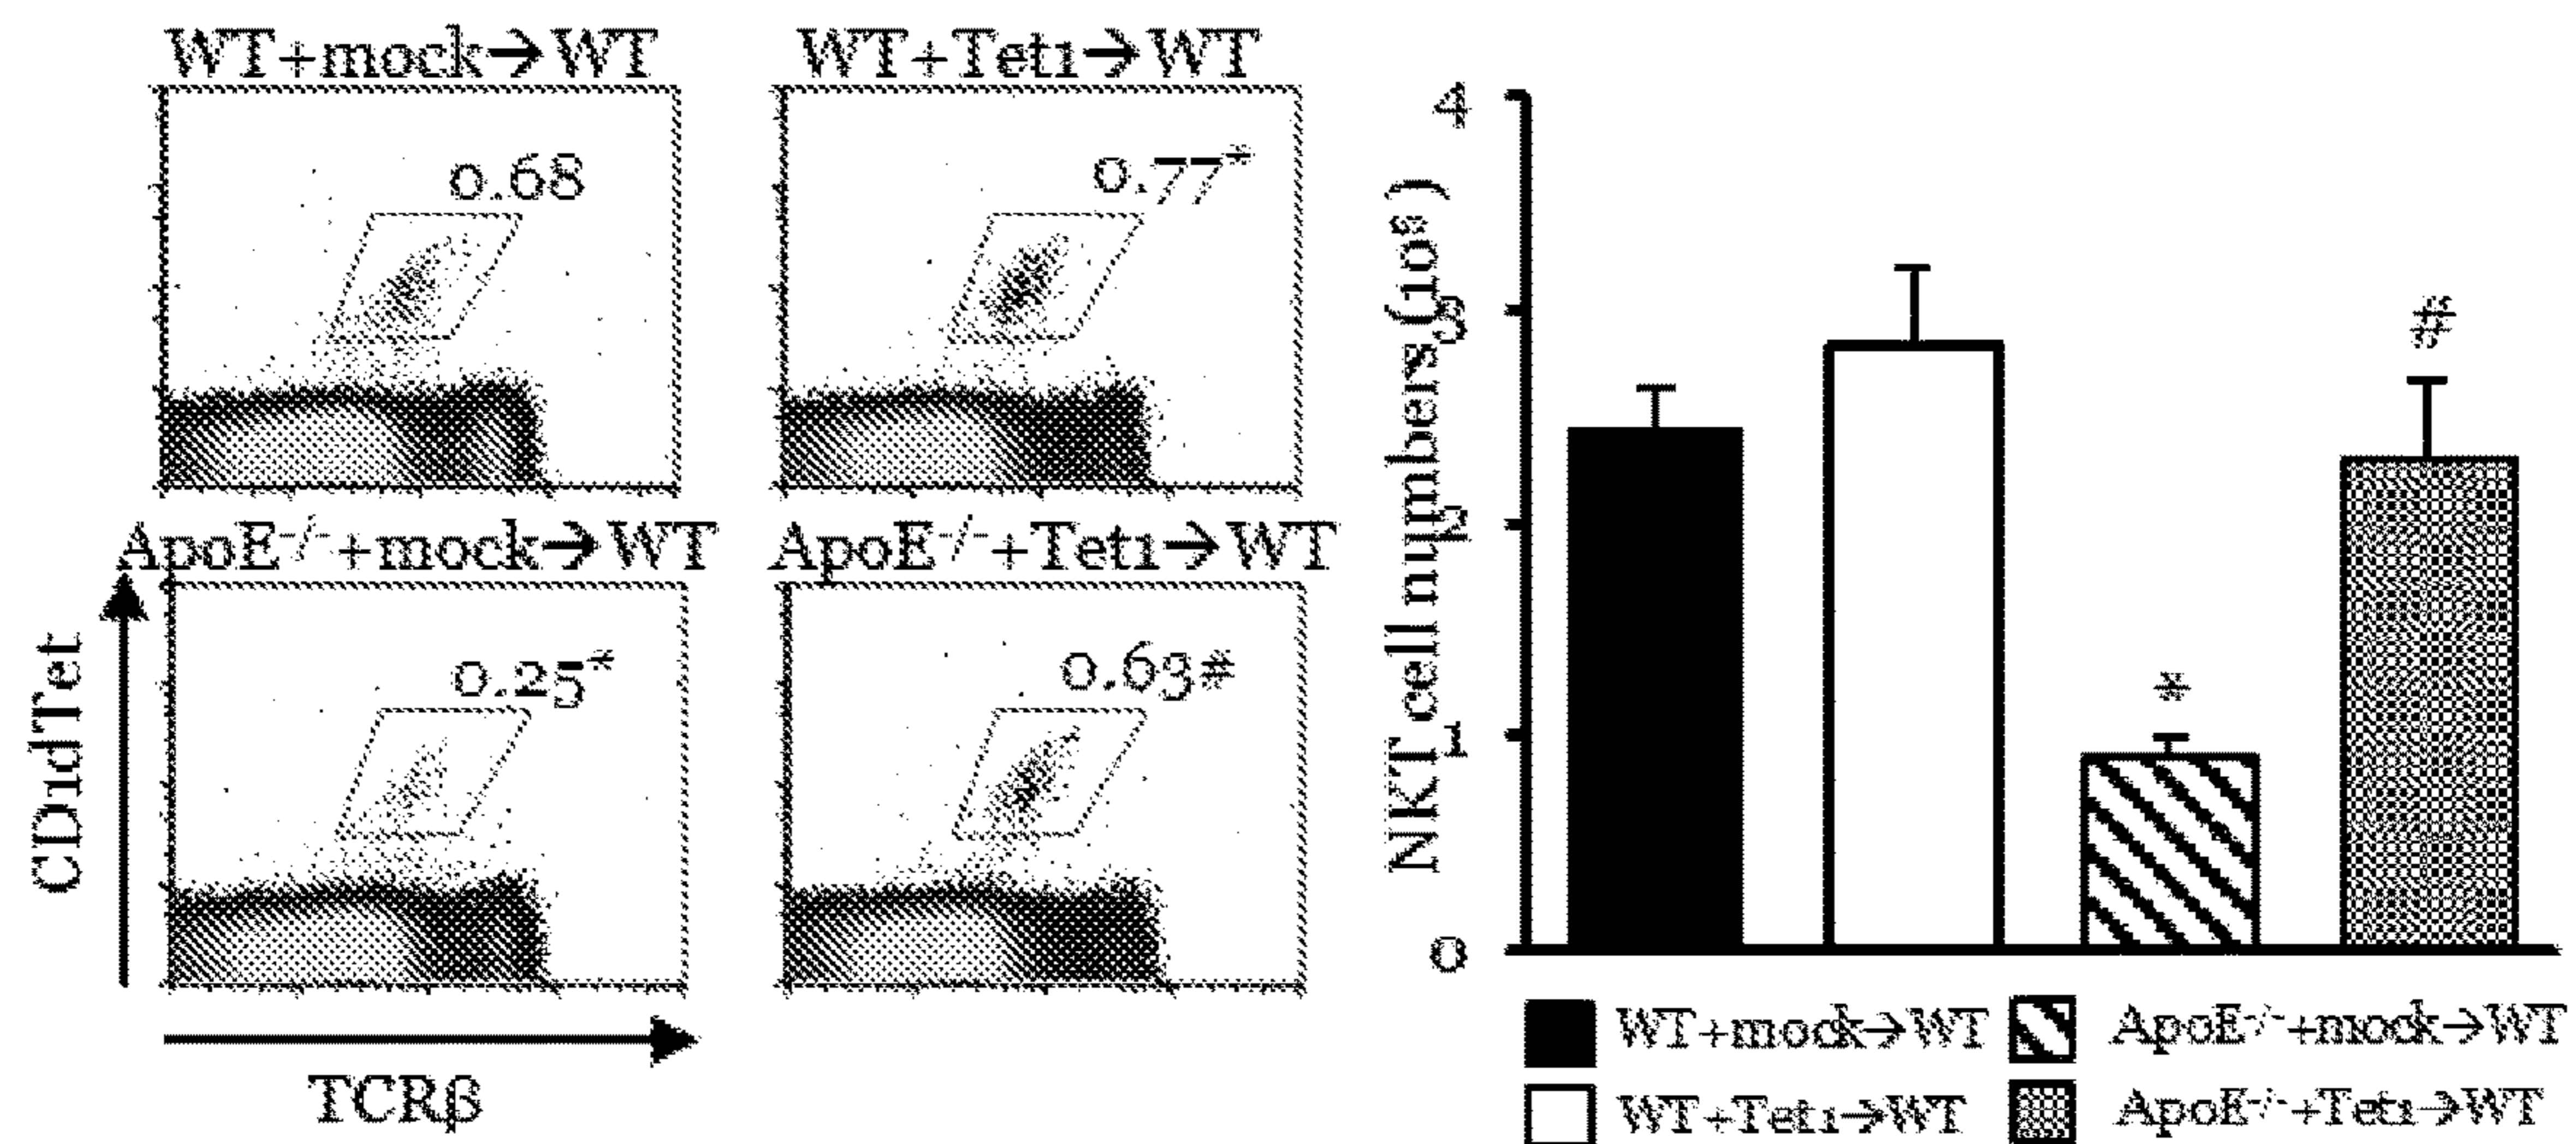 WT+mock→WT
WT+Tet1→WT
0.68
0.77*
ApoE-/-+mock→WT
ApoE-/-+Tet1→WT
0.25*
0.63#
CD1dTet
TCRβ
NKT cell numbers
4
3
2
1
0
#
*
WT+mock→WT
ApoE-/-+mock→WT
WT+Tet1→WT
ApoE-/-+Tet1→WT